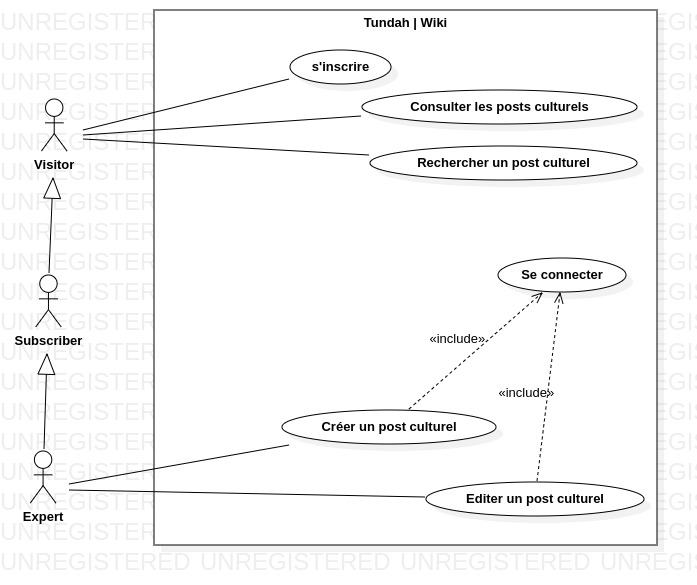 Tundah | Wiki
s'inscrire
Consulter les posts culturels
Visitor
Rechercher un post culturel
Se connecter
Subscriber
«include»
«include»
Créer un post culturel
Editer un post culturel
Expert
UNREGISTERED UNREGISTERED UNREGISTERED UNREGISTERED